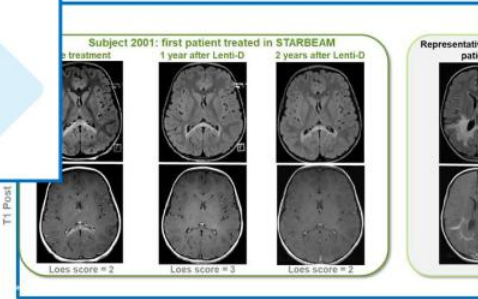 Subject 2001: first patient treated in STARBEAM
treatment
1 year after Lenti-D
2 years after Lenti-D
T1 Post
Loes score = 2
Loes score = 3
Loes score = 2